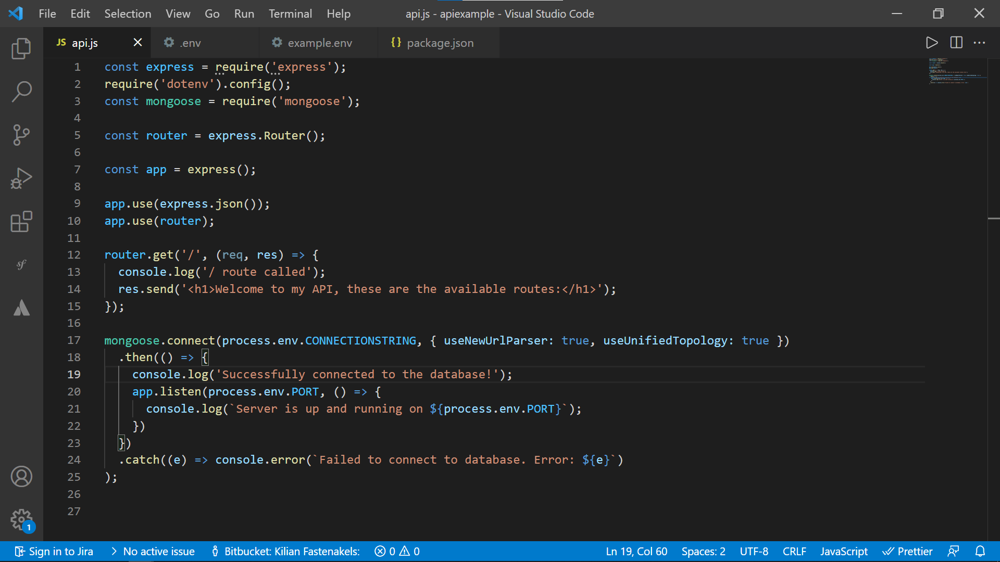 File Edit Selection View Go Run Terminal Help api.js - apiexample - Visual Studio Code
JS api.js .env example.env {} package.json
1 const express = require('express');
2 require('dotenv').config();
3 const mongoose = require('mongoose');
4
5 const router = express.Router();
6
7 const app = express();
8
9 app.use(express.json());
10 app.use(router);
11
12 router.get('/', (req, res) => {
13 console.log('/ route called');
14 res.send('<h1>Welcome to my API, these are the available routes:</h1>');
15 });
16
17 mongoose.connect(process.env.CONNECTIONSTRING, { useNewUrlParser: true, useUnifiedTopology: true })
18 .then(() => {
19 console.log('Successfully connected to the database!');
20 app.listen(process.env.PORT, () => {
21 console.log(`Server is up and running on ${process.env.PORT}`);
22 })
23 })
24 .catch((e) => console.error(`Failed to connect to database. Error: ${e}`)
25 );
26
27
sf
1
Sign in to Jira No active issue Bitbucket: Kilian Fastenakels: 0 0 Ln 19, Col 60 Spaces: 2 UTF-8 CRLF JavaScript Prettier